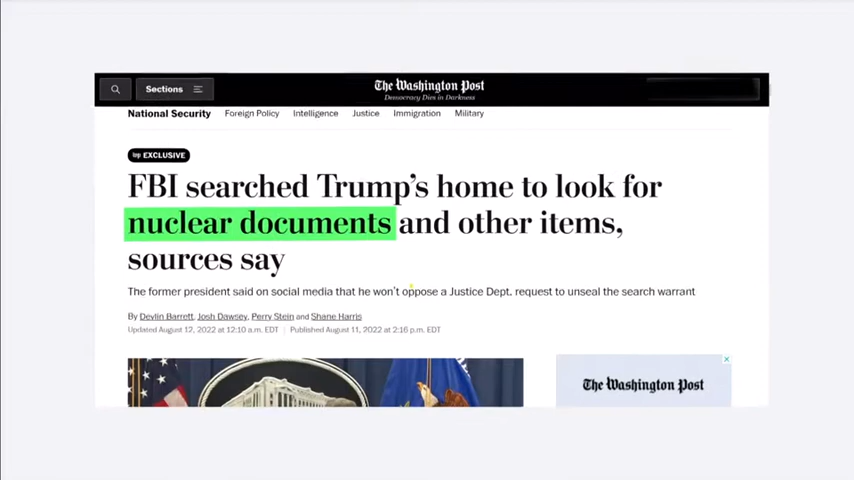 Sections
The Washington Post
Democracy Dies in Darkness
National Security Foreign Policy Intelligence Justice Immigration Military
wp EXCLUSIVE
FBI searched Trump's home to look for
nuclear documents and other items,
sources say
The former president said on social media that he won't oppose a Justice Dept. request to unseal the search warrant
By Devlin Barrett, Josh Dawsey, Perry Stein and Shane Harris
Updated August 12, 2022 at 12:10 a.m. EDT | Published August 11, 2022 at 2:16 p.m. EDT
The Washington Post